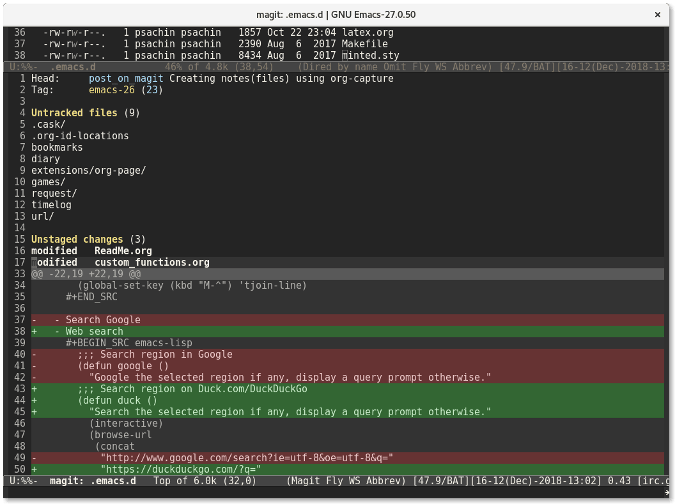 magit: .emacs.d | GNU Emacs-27.0.50 ×
36 -rw-rw-r--. 1 psachin psachin 1857 Oct 22 23:04 latex.org
37 -rw-rw-r--. 1 psachin psachin 2390 Aug 6 2017 Makefile
38 -rw-rw-r--. 1 psachin psachin 8434 Aug 6 2017 minted.sty
U:%%- .emacs.d 46% of 4.8k (38,54) (Dired by name Omit Fly WS Abbrev) [47.9/BAT][16-12(Dec)-2018-13:
1 Head: post_on_magit Creating notes(files) using org-capture
2 Tag: emacs-26 (23)
3
4 Untracked files (9)
5 .cask/
6 .org-id-locations
7 bookmarks
8 diary
9 extensions/org-page/
10 games/
11 request/
12 timelog
13 url/
14
15 Unstaged changes (3)
16 modified ReadMe.org
17 modified custom_functions.org
33 @@ -22,19 +22,19 @@
34 (global-set-key (kbd "M-^") 'tjoin-line)
35 #+END_SRC
36
37 - - Search Google
38 + - Web search
39 #+BEGIN_SRC emacs-lisp
40 - ;;; Search region in Google
41 - (defun google ()
42 - "Google the selected region if any, display a query prompt otherwise."
43 + ;;; Search region on Duck.com/DuckDuckGo
44 + (defun duck ()
45 + "Search the selected region if any, display a query prompt otherwise."
46 (interactive)
47 (browse-url
48 (concat
49 - "http://www.google.com/search?ie=utf-8&oe=utf-8&q="
50 + "https://duckduckgo.com/?q="
U:%%- magit: .emacs.d Top of 6.0k (32,0) (Magit Fly WS Abbrev) [47.9/BAT][16-12(Dec)-2018-13:02] 0.43 [irc.